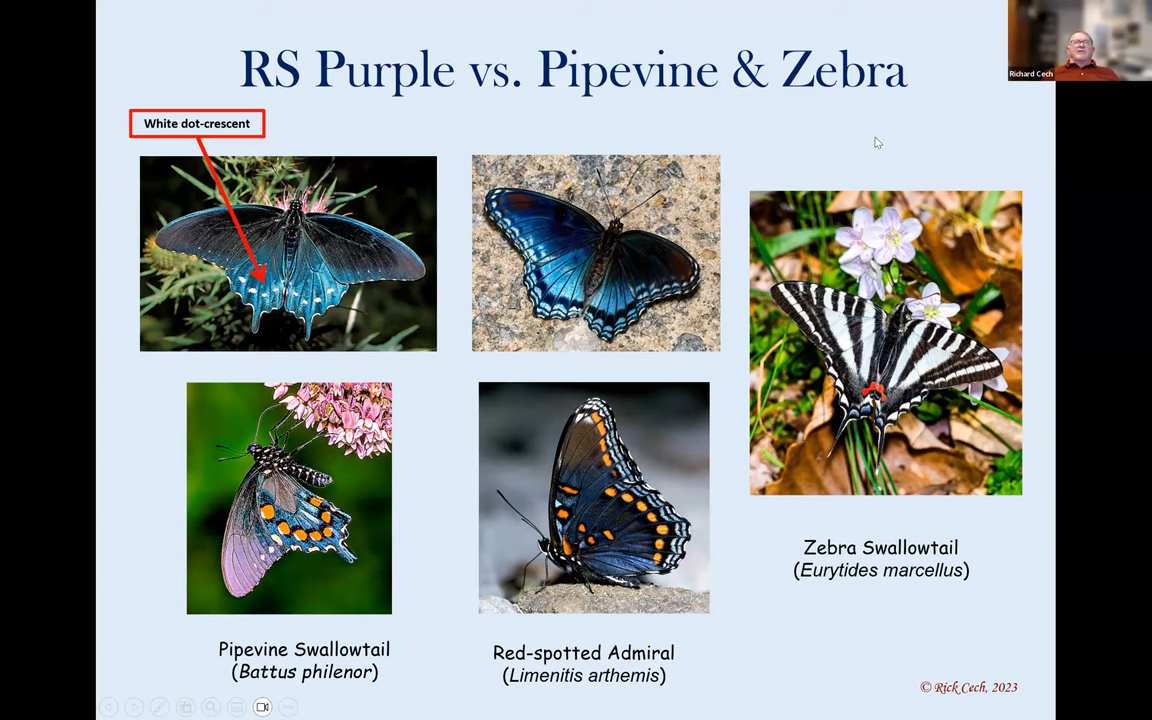 RS Purple vs. Pipevine & Zebra
Richard Cech
White dot-crescent
Zebra Swallowtail
(Eurytides marcellus)
Pipevine Swallowtail
(Battus philenor)
Red-spotted Admiral
(Limenitis arthemis)
© Rick Cech, 2023